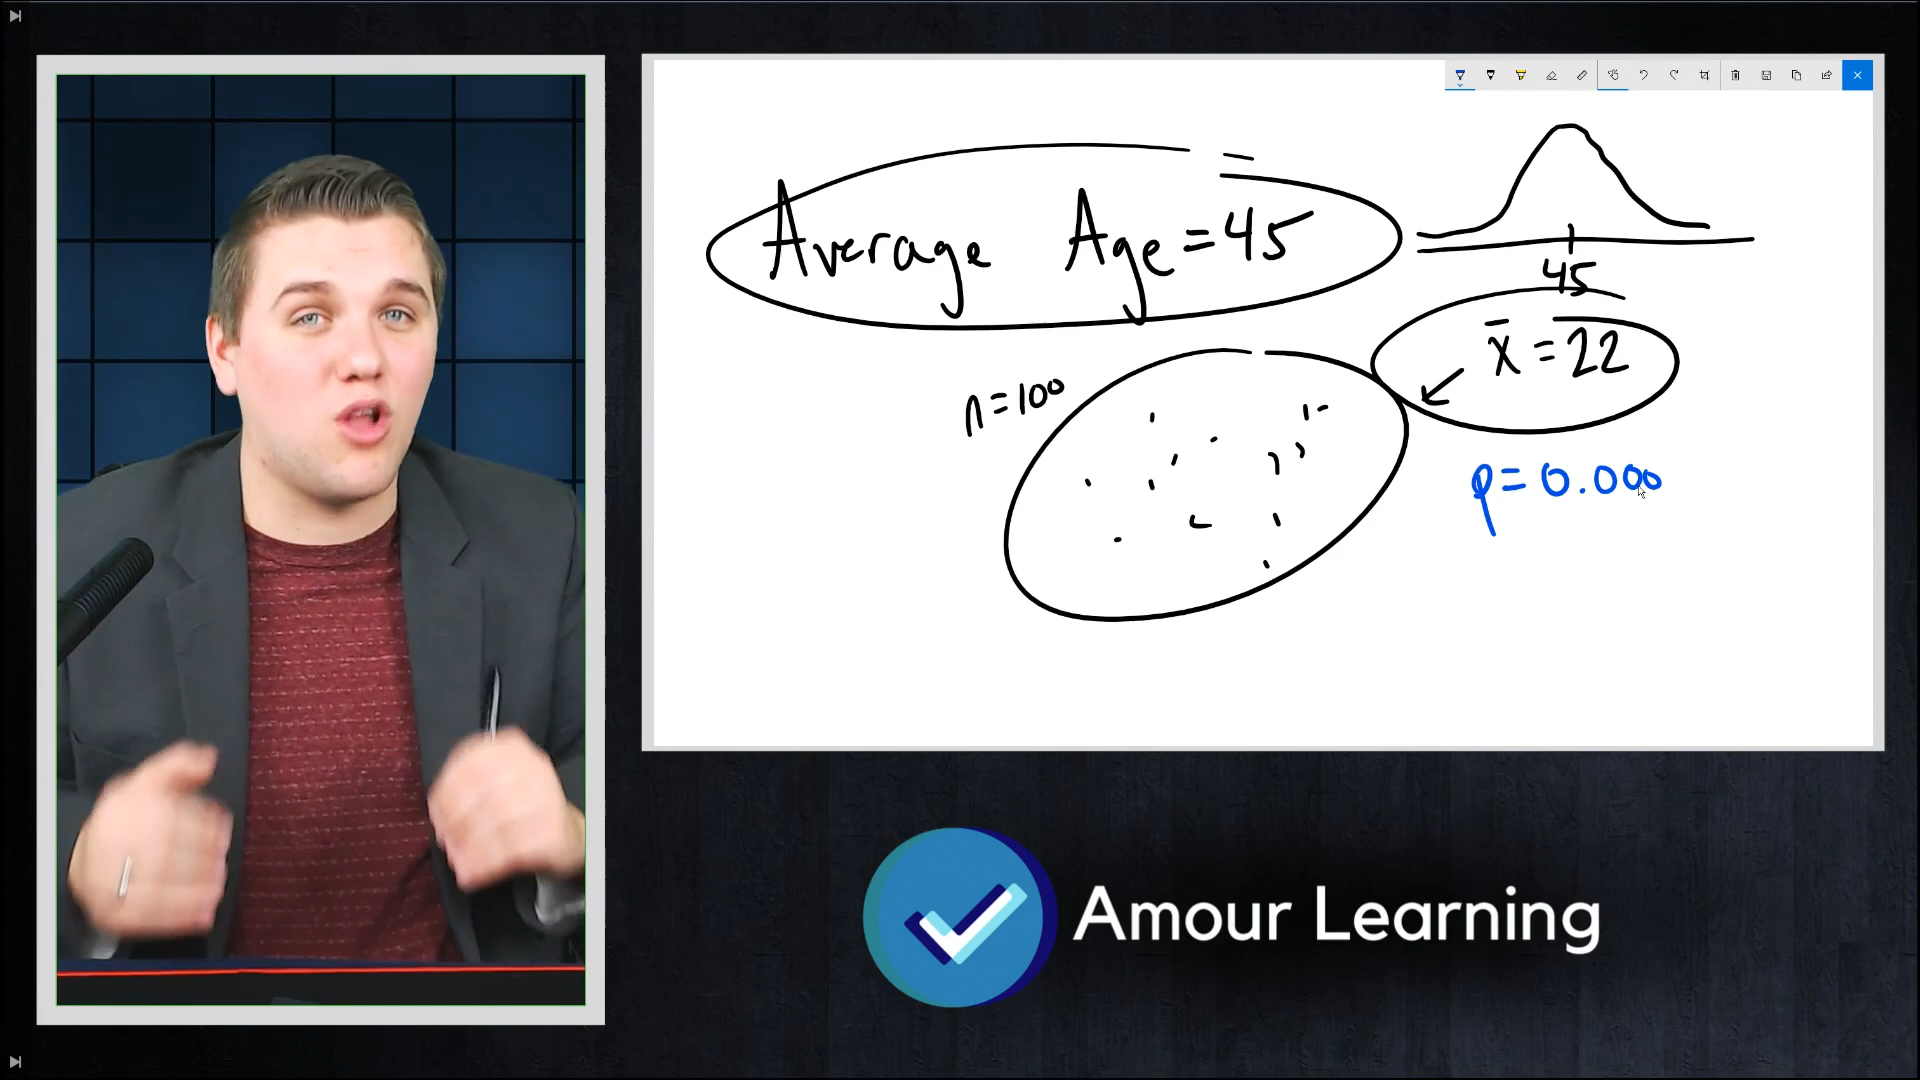 Average Age=45
45
x̄ = 22
n=100
p= 0.000
Amour Learning